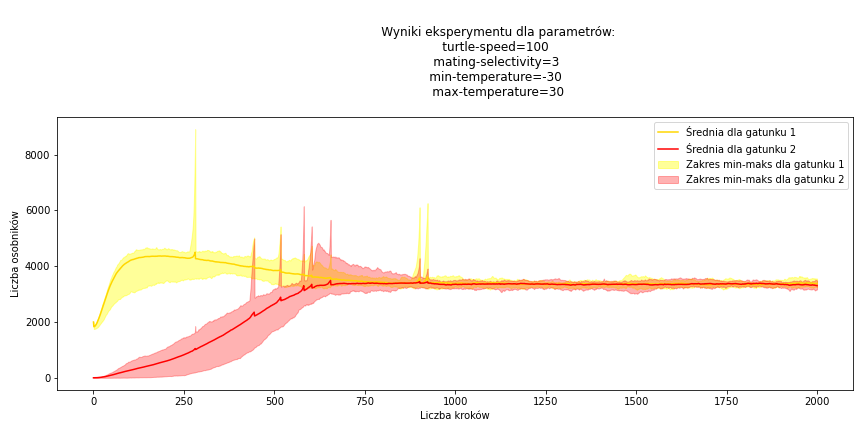 Wyniki eksperymentu dla parametrów:
turtle-speed=100
mating-selectivity=3
min-temperature=-30
max-temperature=30
Średnia dla gatunku 1
Średnia dla gatunku 2
Zakres min-maks dla gatunku 1
Zakres min-maks dla gatunku 2
Liczba osobników
8000
6000
4000
2000
0
0
250
500
750
1000
1250
1500
1750
2000
Liczba kroków